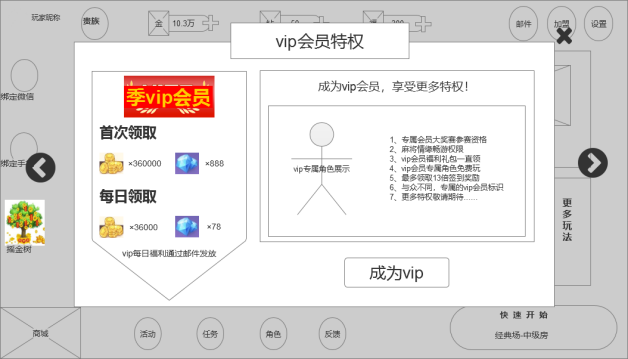 玩家昵称
贵族
金
10.3万
钻
50
200
邮件
加盟
设置
vip会员特权
绑定微信
绑定手
摇金树
季vip会员
首次领取
×360000
×888
每日领取
×36000
×78
vip每日福利通过邮件发放
成为vip会员，享受更多特权！
vip专属角色展示
1、专属会员大奖赛参赛资格
2、麻将情缘畅游权限
3、vip会员福利礼包一直领
4、vip会员专属角色免费玩
5、最多领取13倍签到奖励
6、与众不同，专属的vip会员标识
7、更多特权敬请期待......
成为vip
更多玩法
商城
活动
任务
角色
反馈
快速开始
经典场-中级房